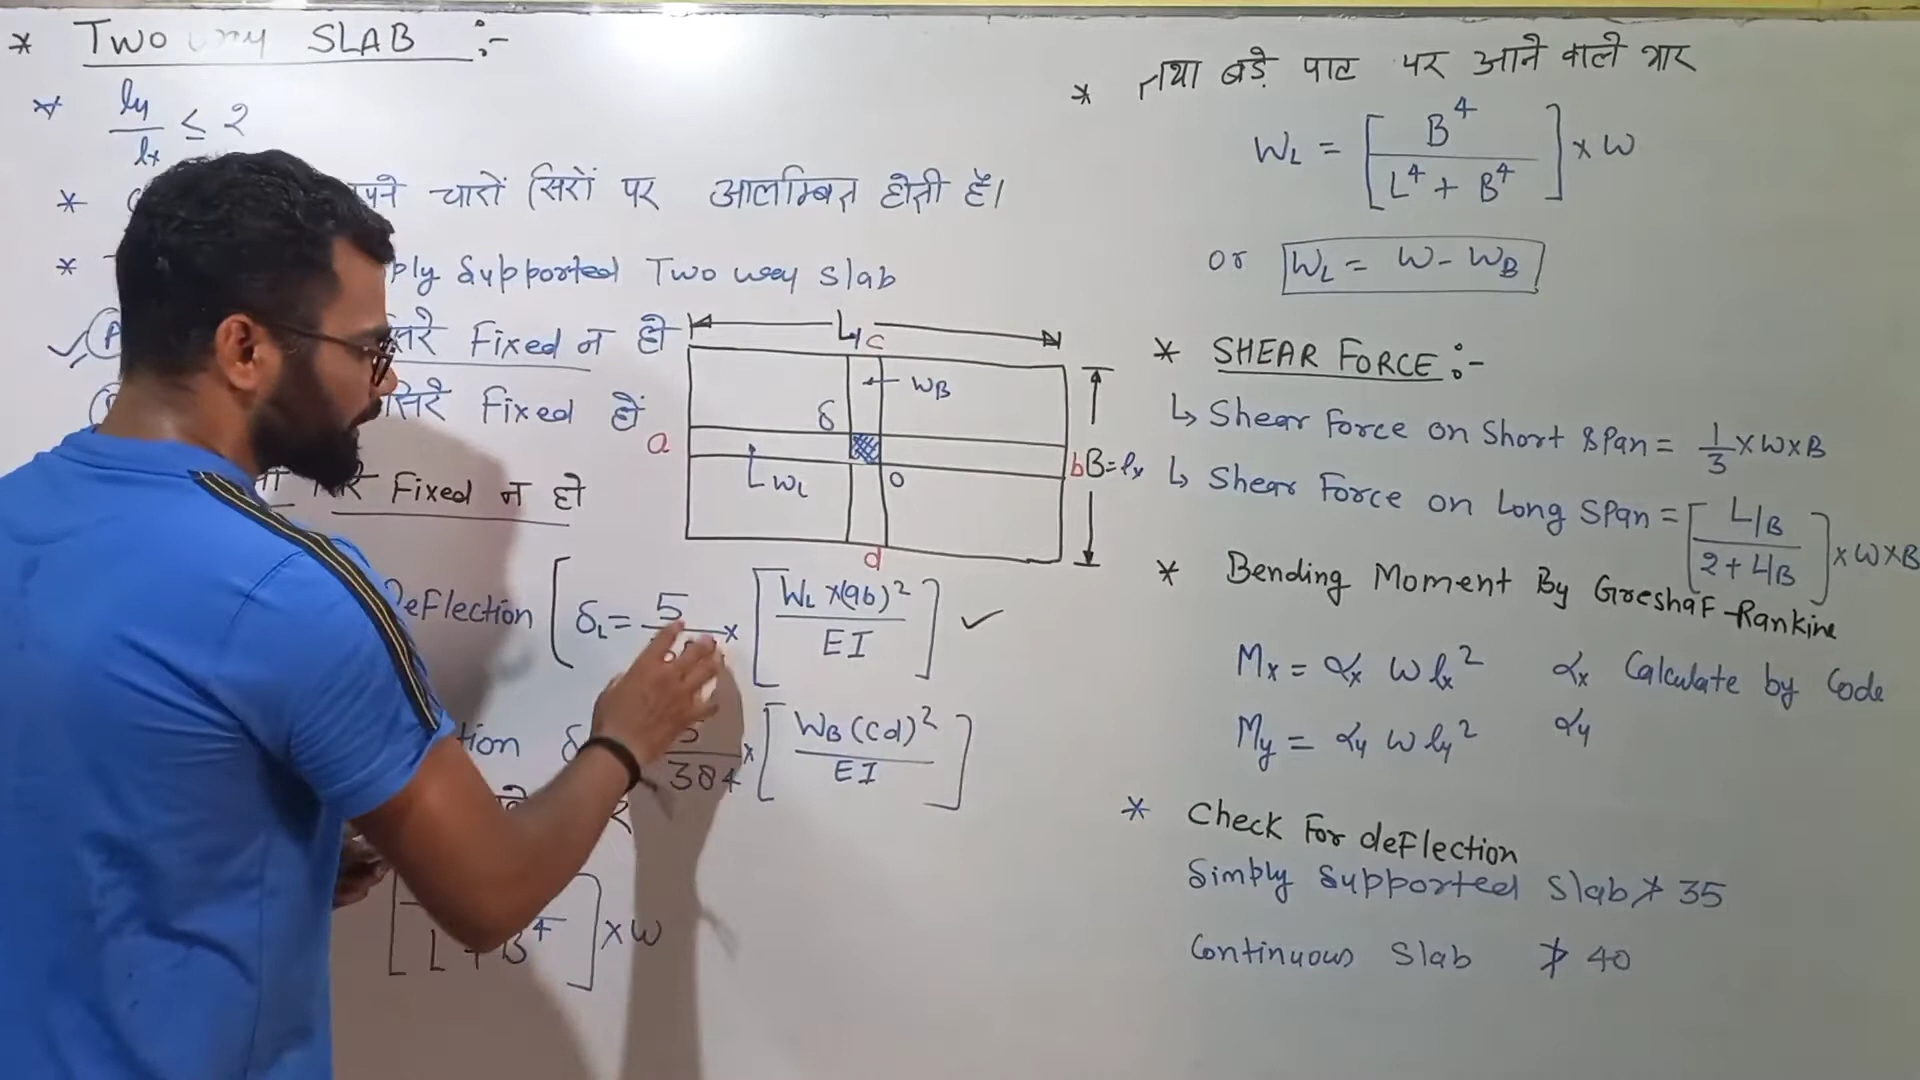 * TWO way SLAB :-
* ly/lx ≤ 2
* चारों सिरों पर आलम्बित होती है।
* Supported Two way slab
सिरे Fixed न हो
सिरे Fixed हों
Fixed न हो
L
c
WB
δ
a
WL
o
b B=lx
d
Deflection [δL = 5/ × [WL×(ab)²/EI] ✓
δ 5/384 × [WB(cd)²/EI]
[L + B⁴] × W
* तथा बड़े पाट पर आने वाले भार
WL = [B⁴/L⁴ + B⁴] × W
or WL = W - WB
* SHEAR FORCE :-
↳ Shear Force on Short Span = 1/3 × W × B
↳ Shear Force on Long Span = [L/B/2 + L/B] × W × B
* Bending Moment By Greshaf-Rankine
Mx = αx w lx² αx Calculate by Code
My = αy w ly² αy
* Check For deflection
Simply Supported Slab ≯ 35
Continuous Slab ≯ 40